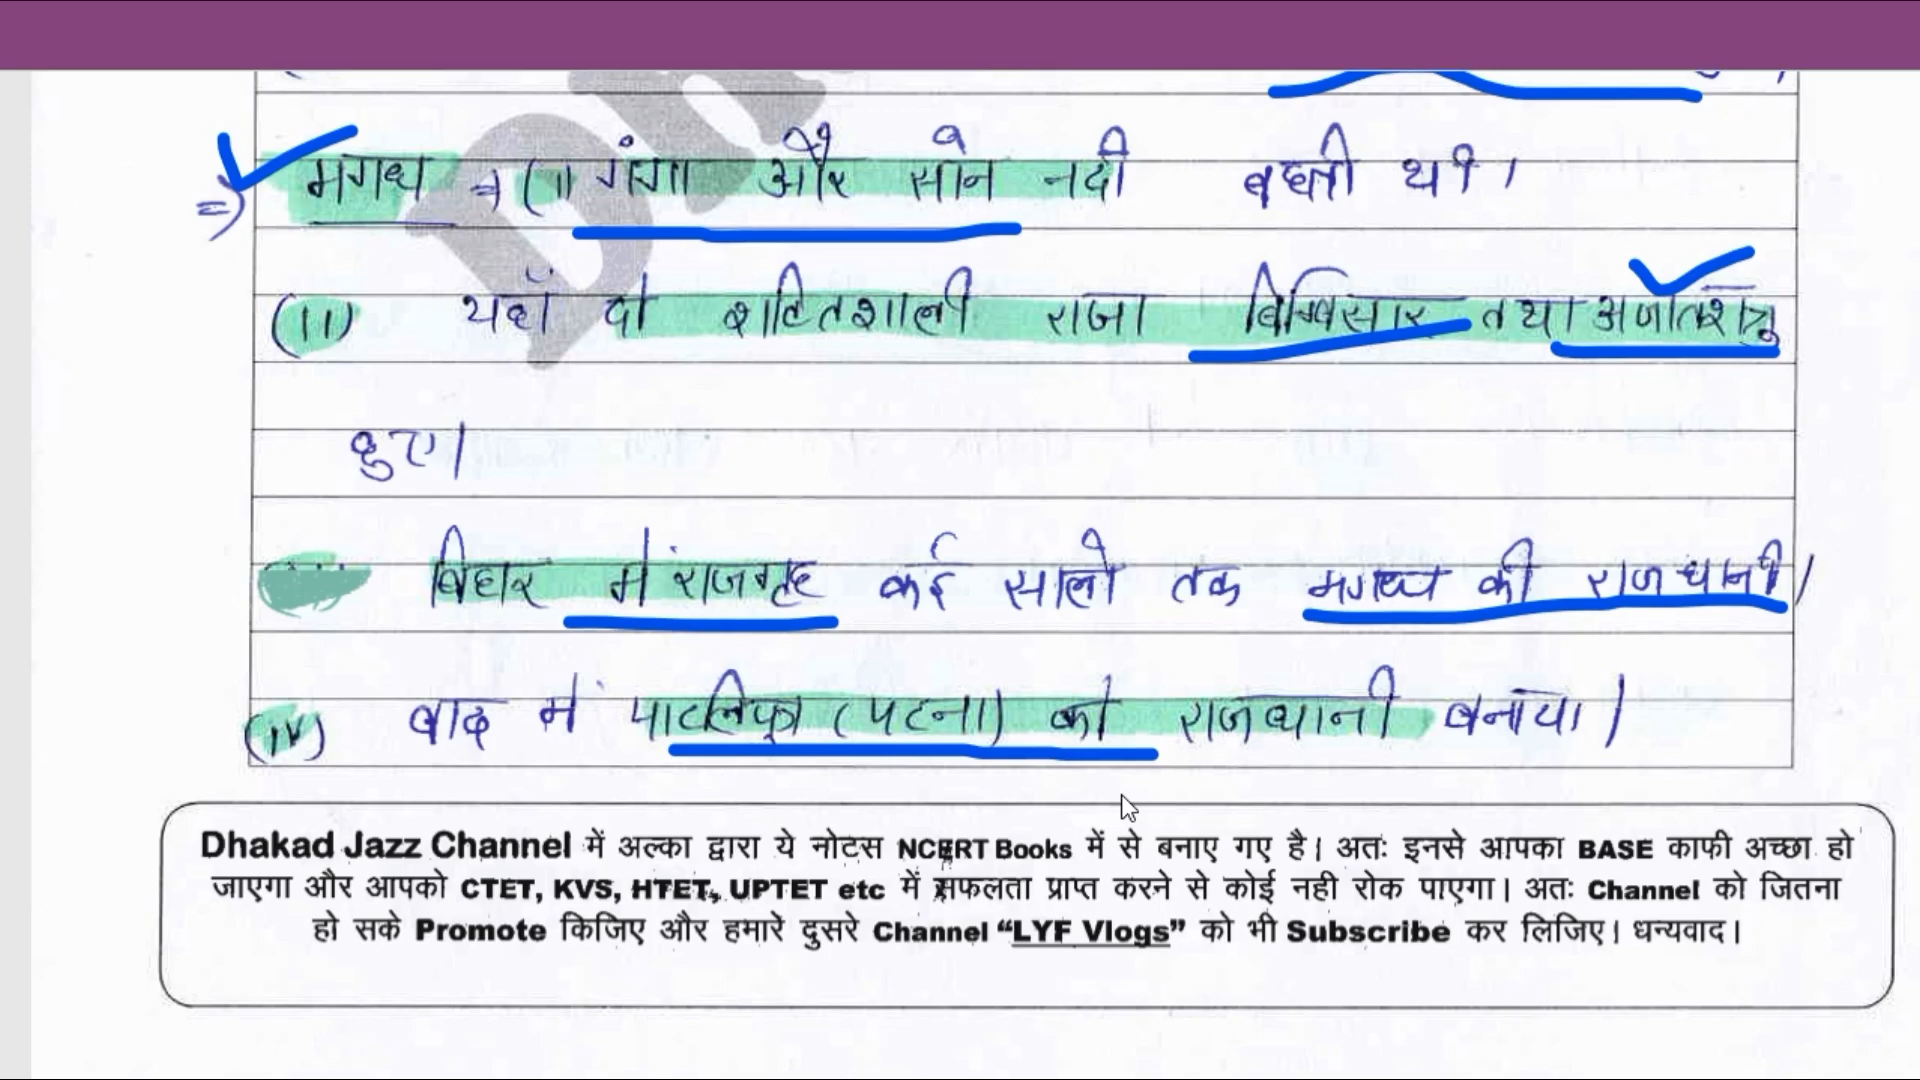 ⇒ मगध ⇒ (i) गंगा और सोन नदी बहती थी।
(ii) यहाँ दो शक्तिशाली राजा बिम्बिसार तथा अजातशत्रु
हुए।
बिहार में राजगृह कई सालो तक मगध की राजधानी।
(iv) बाद में पाटलिपुत्र (पटना) को राजधानी बनाया।
Dhakad Jazz Channel में अल्का द्वारा ये नोटस NCERT Books में से बनाए गए है। अतः इनसे आपका BASE काफी अच्छा हो
जाएगा और आपको CTET, KVS, HTET, UPTET etc में सफलता प्राप्त करने से कोई नही रोक पाएगा। अतः Channel को जितना
हो सके Promote किजिए और हमारे दुसरे Channel “LYF Vlogs” को भी Subscribe कर लिजिए। धन्यवाद।